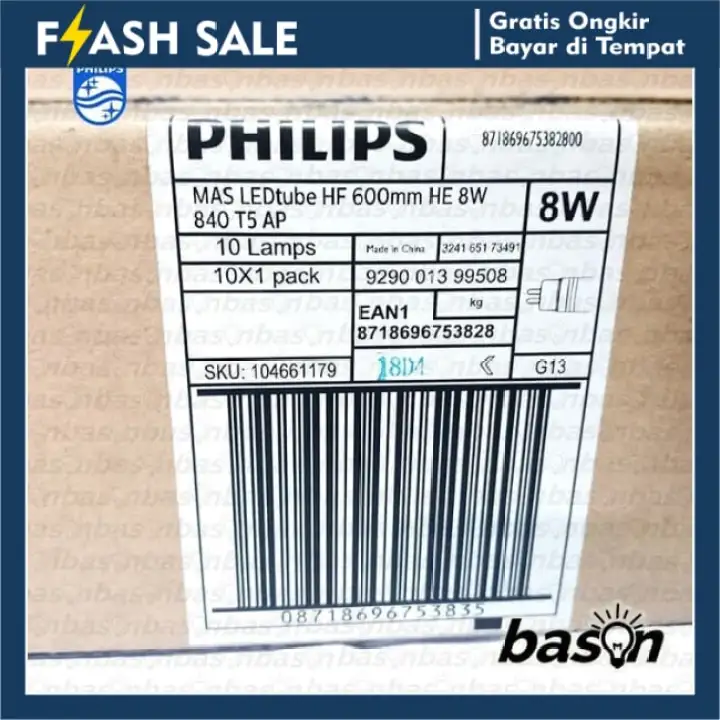 FLASH SALE
Gratis Ongkir
Bayar di Tempat
PHILIPS
PHILIPS
871869675382800
MAS LEDtube HF 600mm HE 8W
840 T5 AP
8W
10 Lamps
Made in China
3241 651 73491
10X1 pack
9290 013 99508
EAN1
kg
8718696753828
SKU: 104661179
18D1
G13
08718696753835
bason